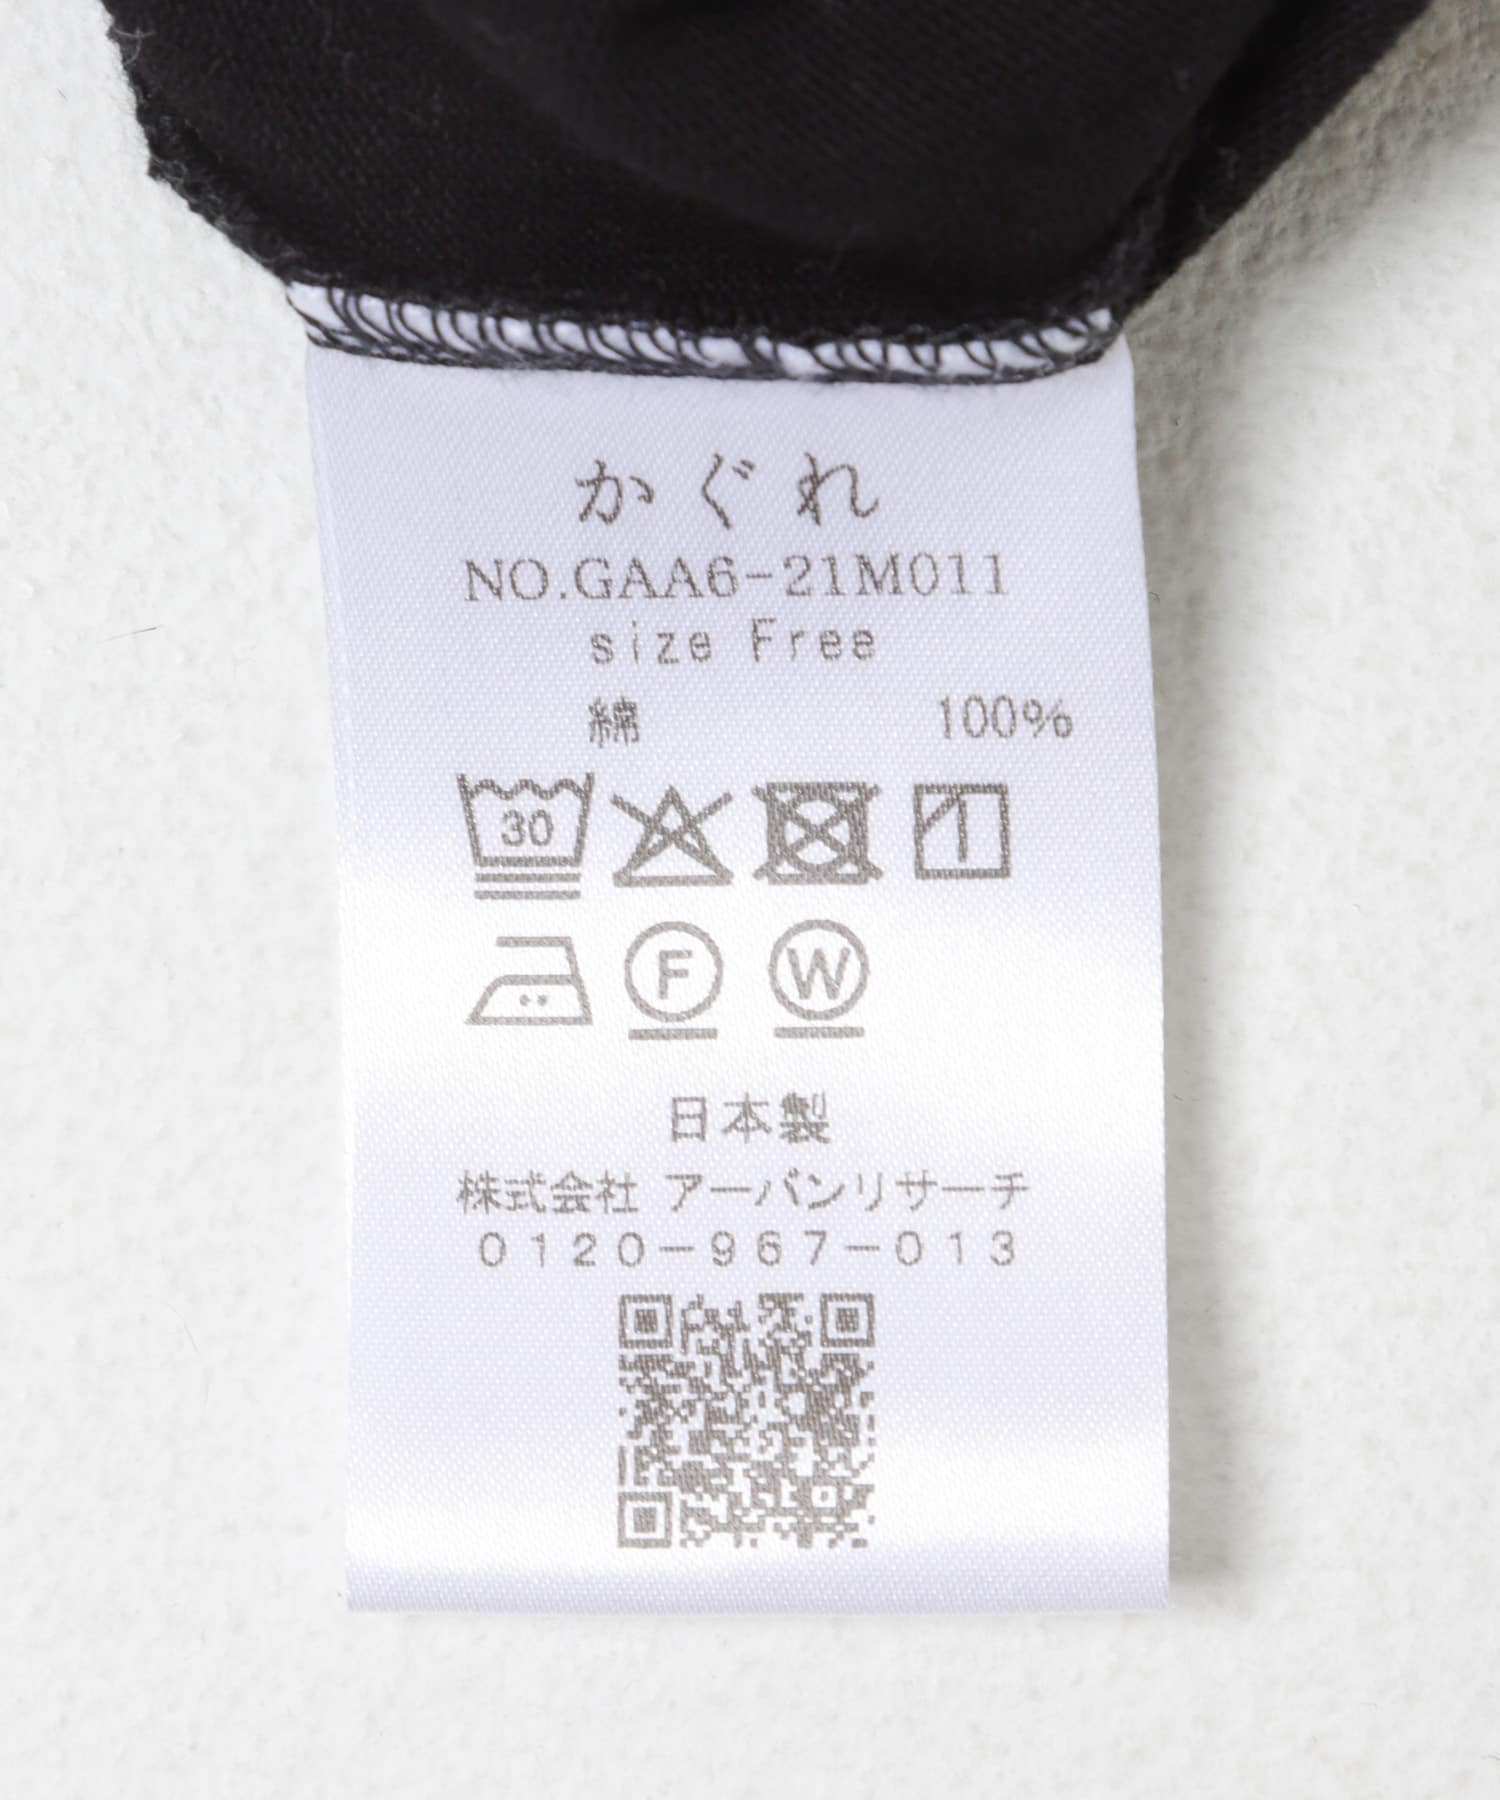 かぐれ
NO.GAA6-21M011
size Free
綿 100%
30
F W
日本製
株式会社 アーバンリサーチ
0120-967-013